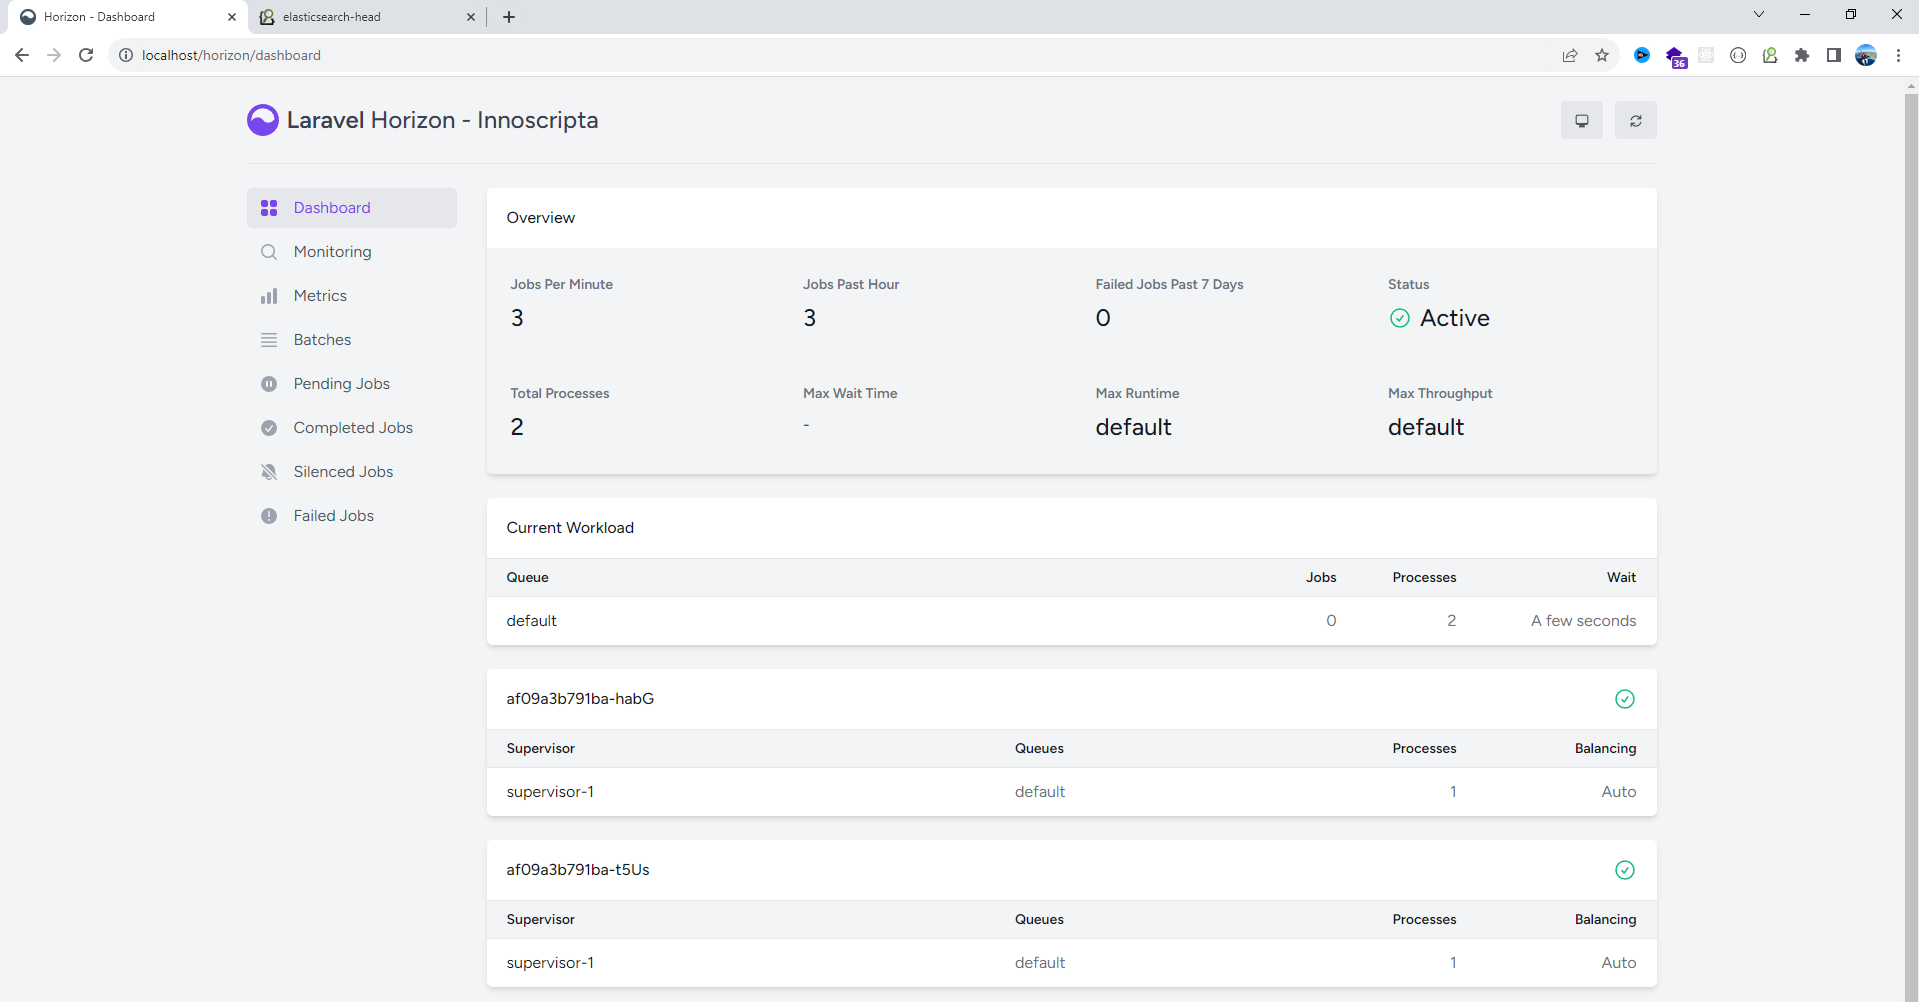 Horizon - Dashboard
elasticsearch-head
localhost/horizon/dashboard
36
Laravel Horizon - Innoscripta
Dashboard
Monitoring
Metrics
Batches
Pending Jobs
Completed Jobs
Silenced Jobs
Failed Jobs
Overview
Jobs Per Minute Jobs Past Hour Failed Jobs Past 7 Days Status
3 3 0 Active
Total Processes Max Wait Time Max Runtime Max Throughput
2 - default default
Current Workload
Queue Jobs Processes Wait
default 0 2 A few seconds
af09a3b791ba-habG
Supervisor Queues Processes Balancing
supervisor-1 default 1 Auto
af09a3b791ba-t5Us
Supervisor Queues Processes Balancing
supervisor-1 default 1 Auto